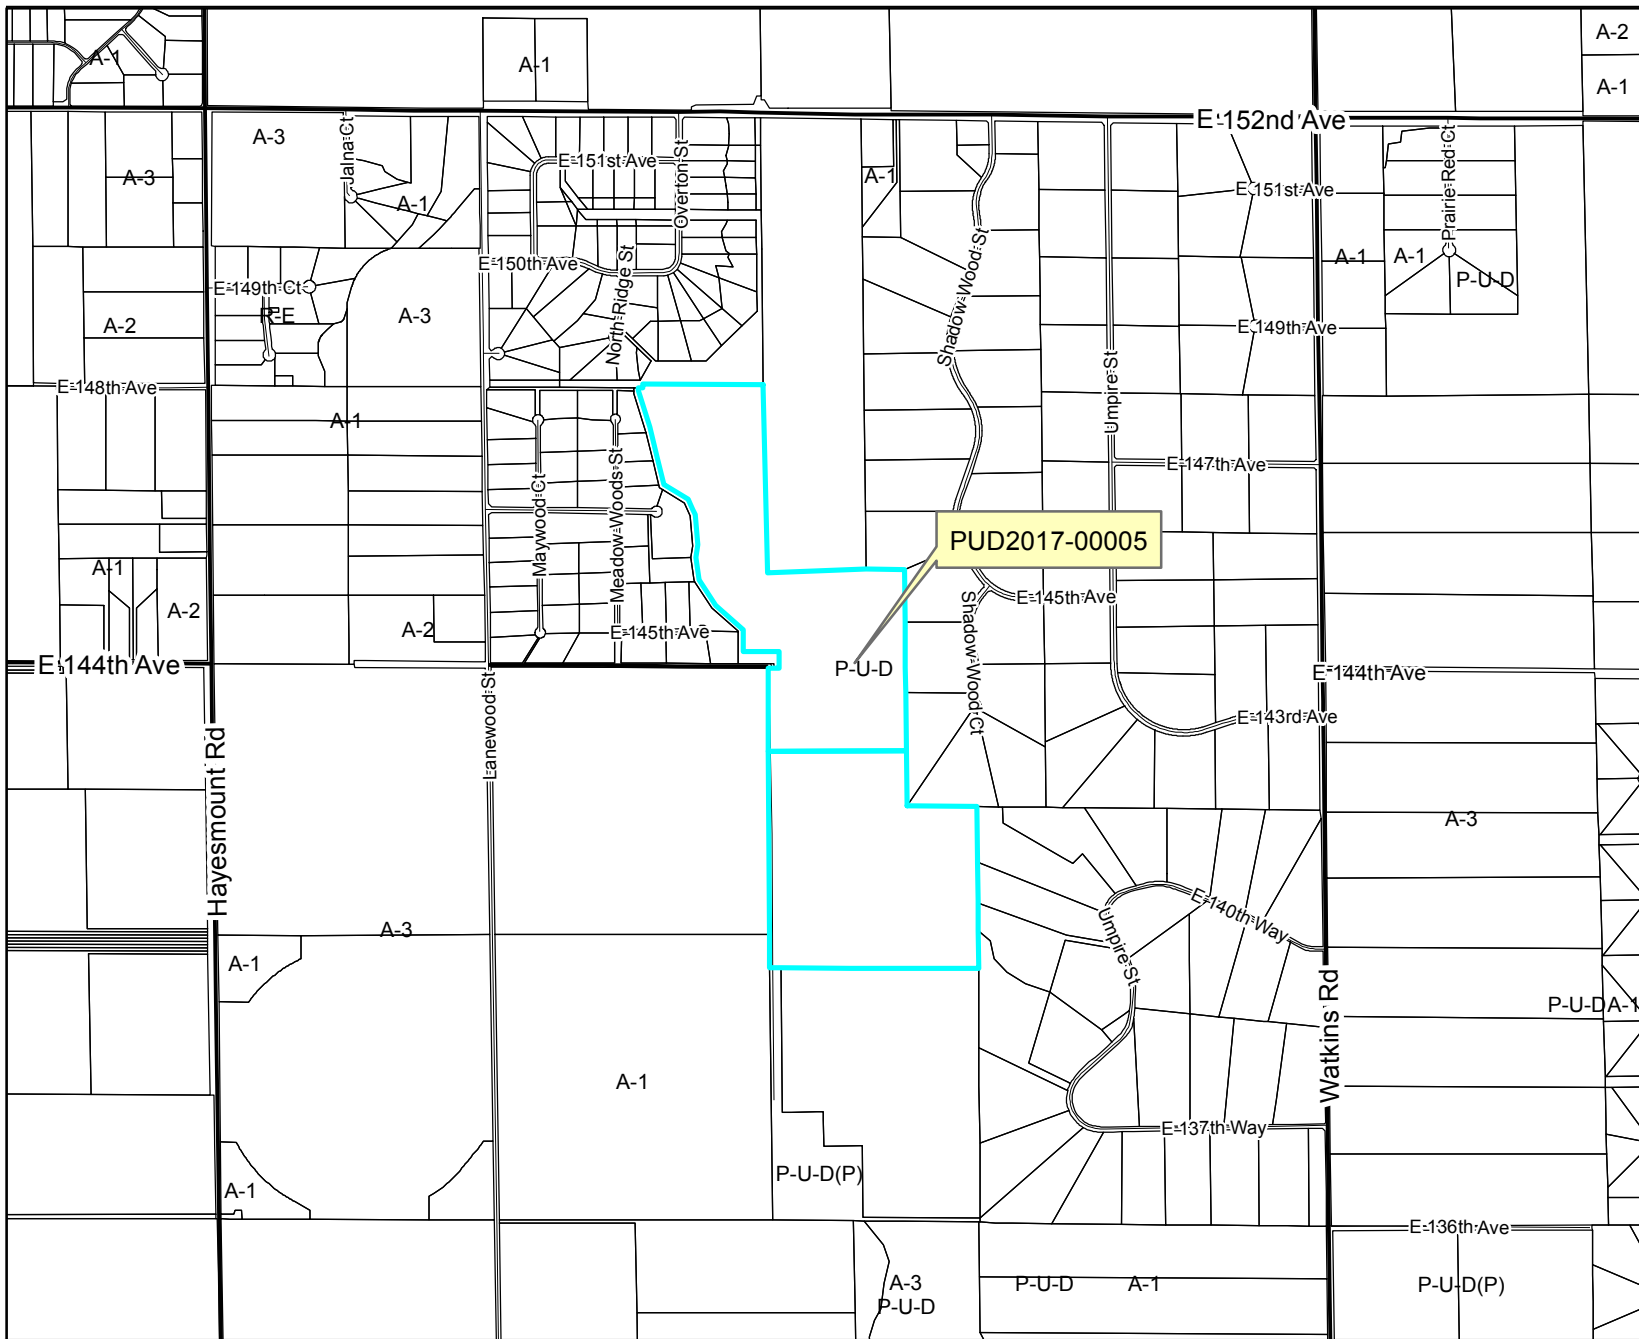 A-2
A-1
A-1
A-1
E 152nd Ave
A-3
Jalna Ct
E 151st Ave
Overton St
A-3
A-1
A-1
E 151st Ave
Prairie Red Ct
Shadow Wood St
E 150th Ave
North Ridge St
A-1
A-1
P-U-D
E 149th Ct
R-E
A-3
A-2
E 149th Ave
Umpire St
E 148th Ave
A-1
Maywood Ct
Meadow Woods St
E 147th Ave
PUD2017-00005
A-1
A-2
A-2
E 145th Ave
E 145th Ave
Shadow Wood Ct
E 144th Ave
P-U-D
E 144th Ave
Lanewood St
E 143rd Ave
Hayesmount Rd
A-3
E 140th Way
Umpire St
A-3
A-1
Watkins Rd
P-U-D
A-1
A-1
E 137th Way
P-U-D(P)
A-1
E 136th Ave
A-3
P-U-D
P-U-D
A-1
P-U-D(P)